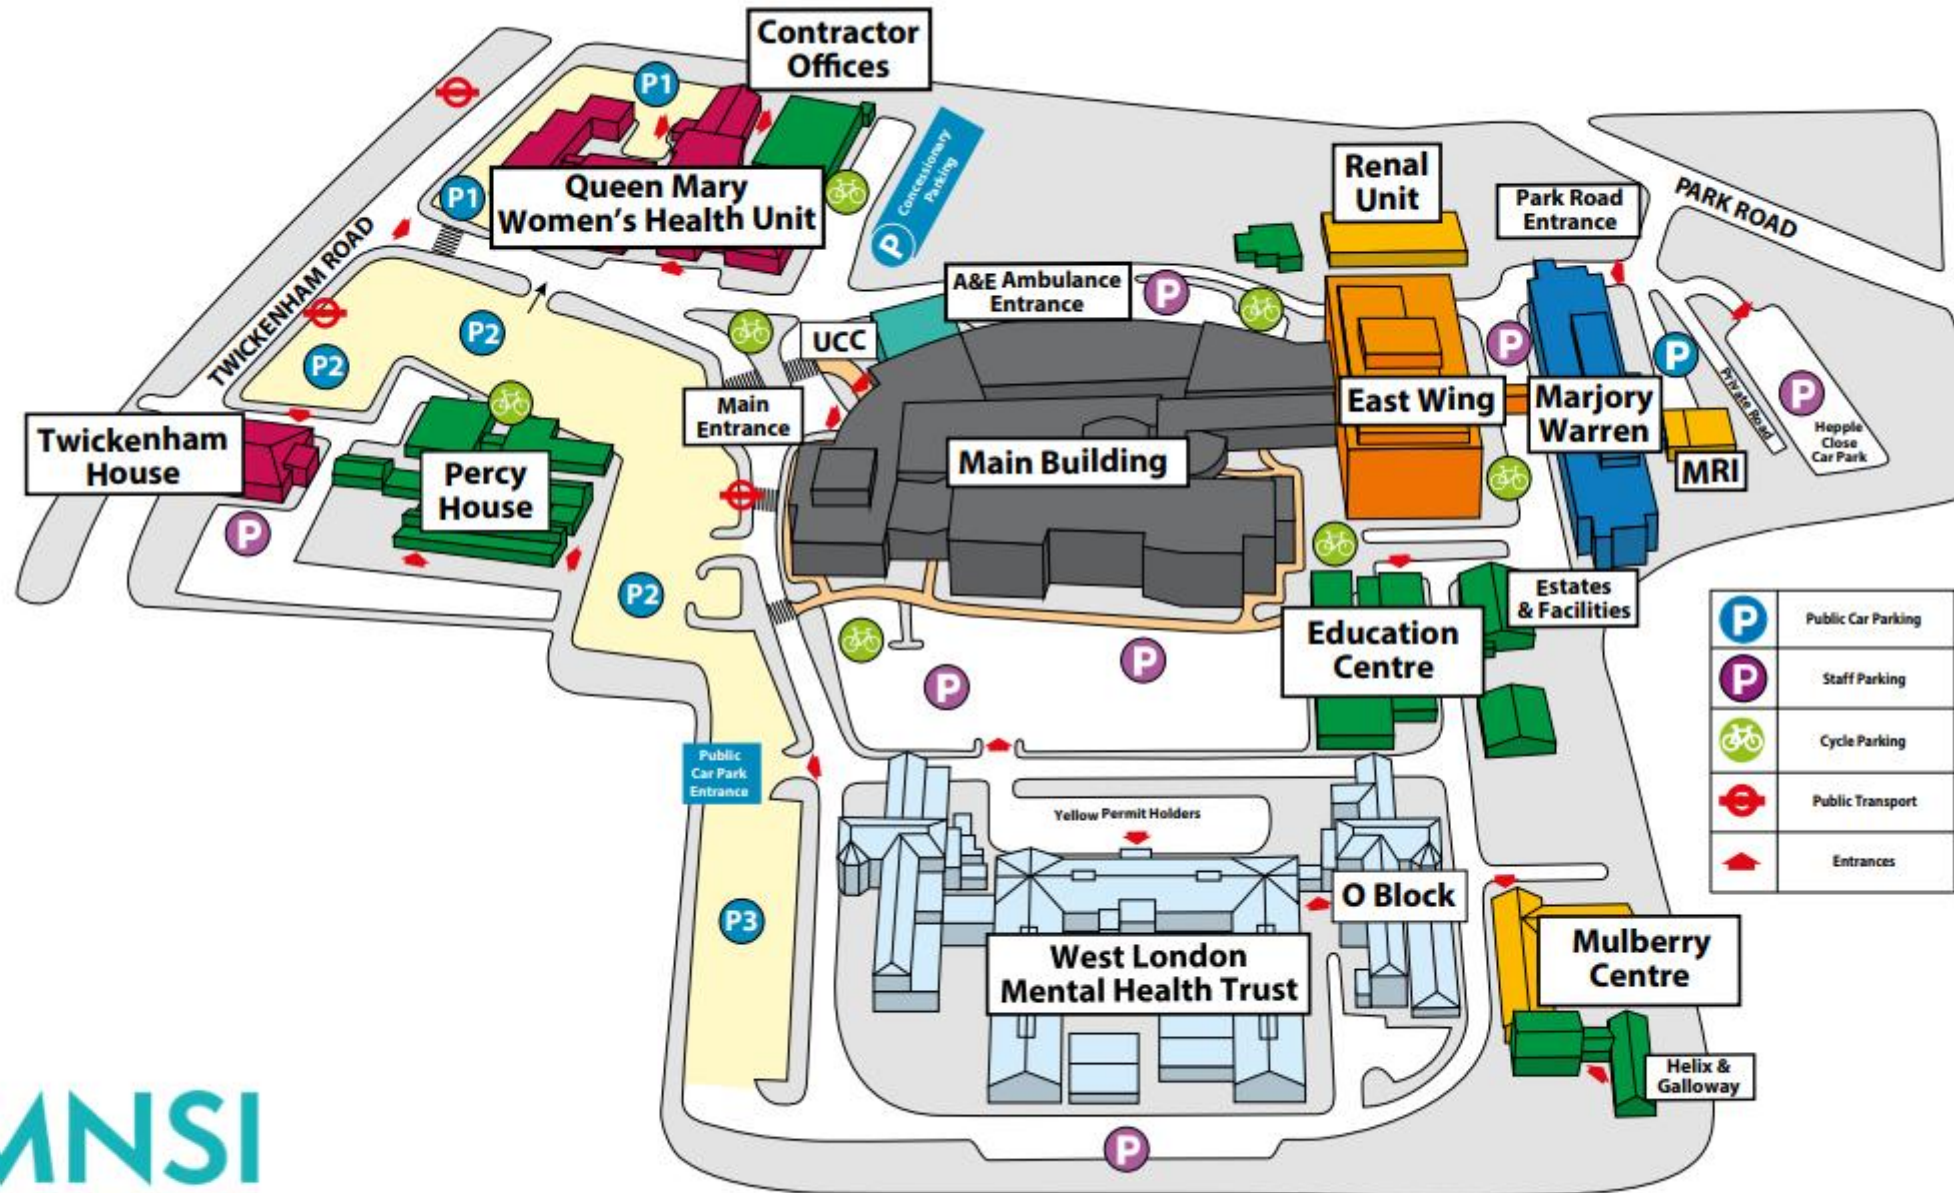 Contractor
Offices
P1
P1
Queen Mary
Women's Health Unit
Concessionary
Parking
P
TWICKENHAM ROAD
Renal
Unit
Park Road
Entrance
PARK ROAD
A&E Ambulance
Entrance
P
P2
P2
UCC
Main
Entrance
East Wing
P
Marjory
Warren
P
Private Road
P
Hepple
Close
Car Park
MRI
Twickenham
House
Percy
House
P
Main Building
P2
Estates
& Facilities
Education
Centre
P
P
Public
Car Park
Entrance
Yellow Permit Holders
P3
O Block
West London
Mental Health Trust
Mulberry
Centre
Helix &
Galloway
P
P Public Car Parking
P Staff Parking
Cycle Parking
Public Transport
Entrances
MNSI